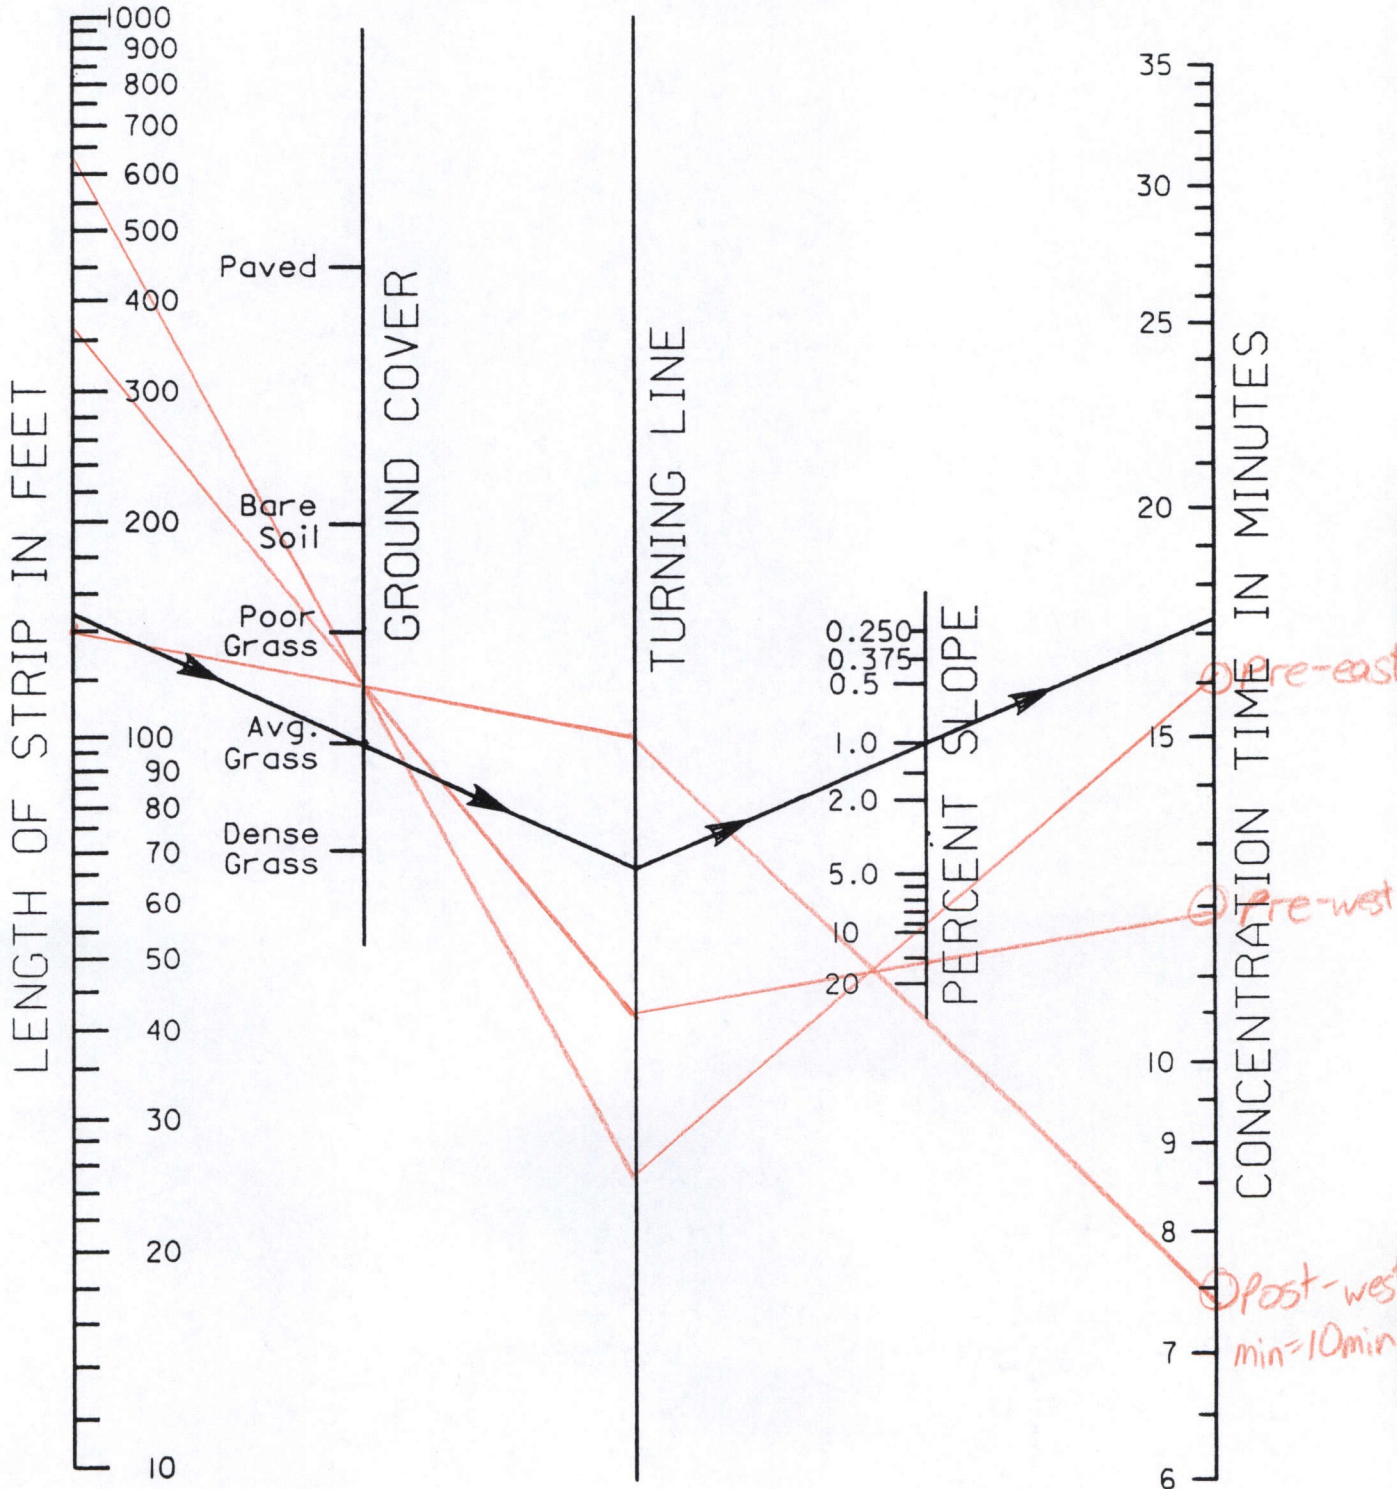 LENGTH OF STRIP IN FEET
1000
900
800
700
600
500
400
300
200
100
90
80
70
60
50
40
30
20
10
Paved
Bare
Soil
Poor
Grass
Avg.
Grass
Dense
Grass
GROUND COVER
TURNING LINE
0.250
0.375
0.5
1.0
2.0
5.0
10
20
PERCENT SLOPE
35
30
25
20
15
10
9
8
7
6
CONCENTRATION TIME IN MINUTES
Pre-east
Pre-west
Post-west
min=10min